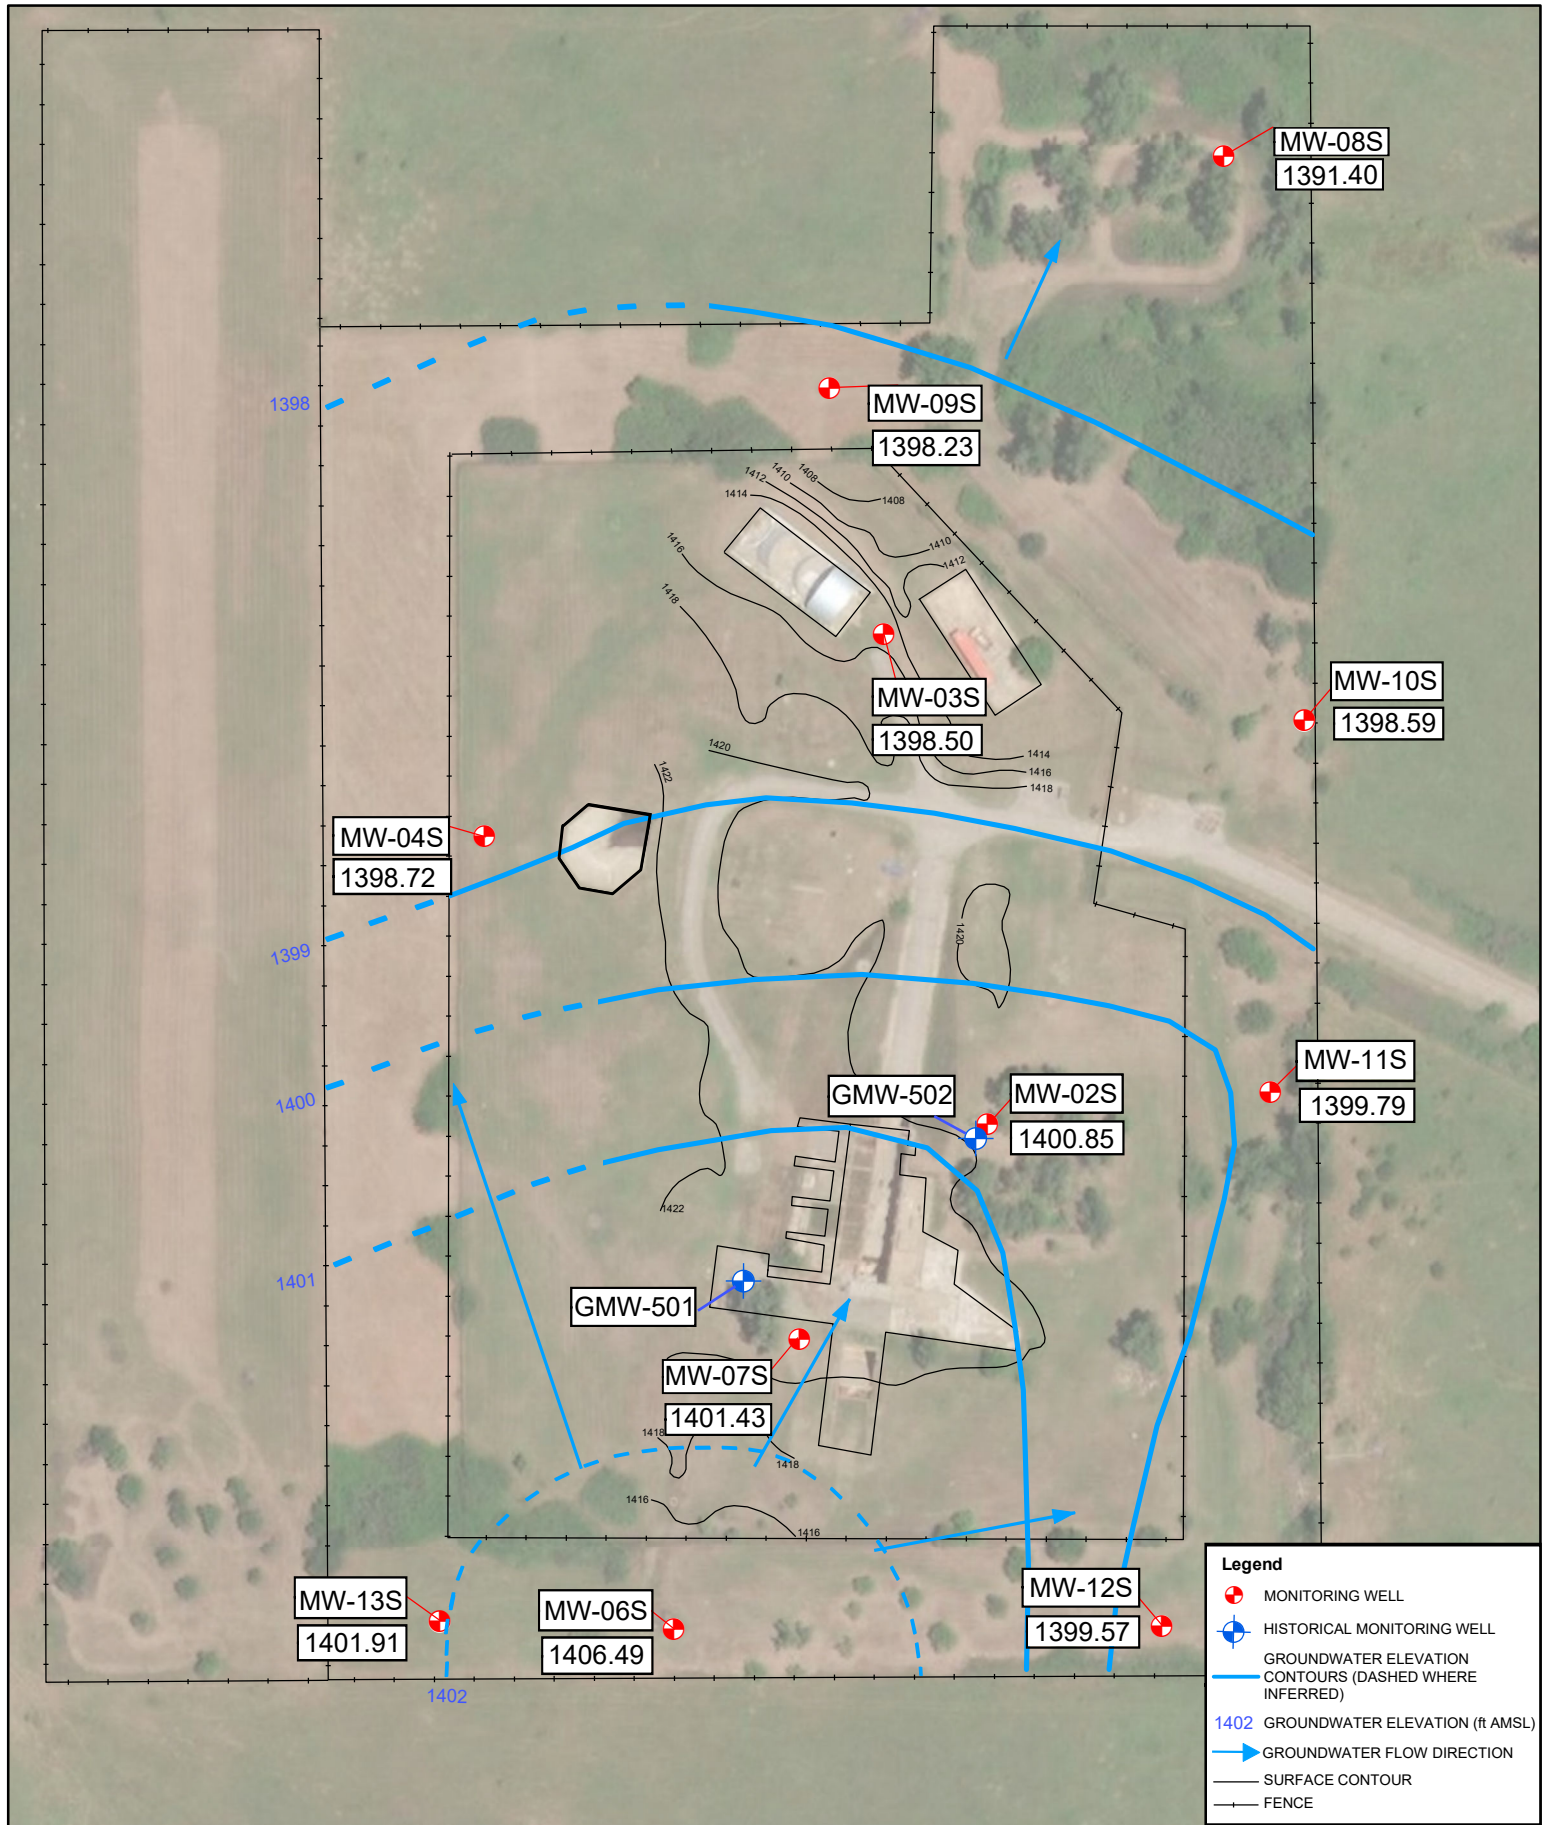 MW-08S
1391.40
1398
MW-09S
1398.23
1408
1410
1412
1414
1408
1410
1412
1416
1418
MW-03S
1398.50
MW-10S
1398.59
1420
1422
1414
1416
1418
MW-04S
1398.72
1399
1420
1400
GMW-502
MW-02S
1400.85
MW-11S
1399.79
1422
1401
GMW-501
MW-07S
1401.43
1418
1418
1416
1416
MW-13S
1401.91
MW-06S
1406.49
MW-12S
1399.57
1402
Legend
MONITORING WELL
HISTORICAL MONITORING WELL
GROUNDWATER ELEVATION
CONTOURS (DASHED WHERE
INFERRED)
1402 GROUNDWATER ELEVATION (ft AMSL)
GROUNDWATER FLOW DIRECTION
SURFACE CONTOUR
FENCE